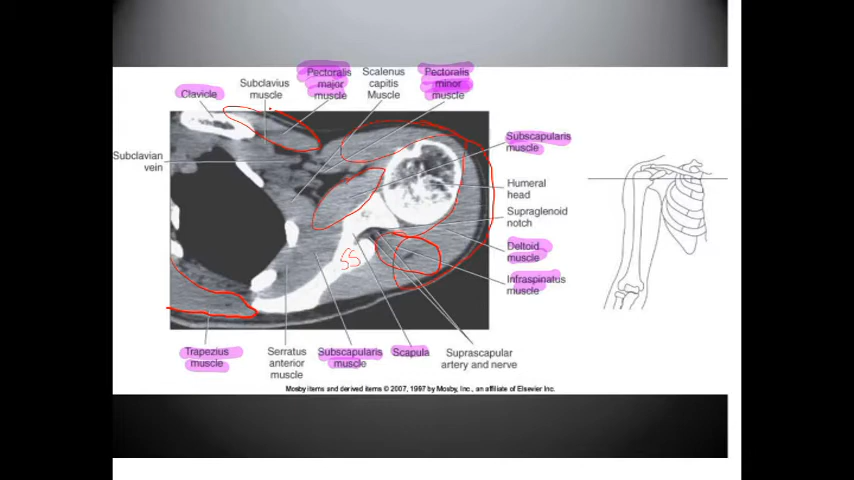 Clavicle
Subclavius
muscle
Pectoralis
major
muscle
Scalenus
capitis
Muscle
Pectoralis
minor
muscle
Subscapularis
muscle
Subclavian
vein
Humeral
head
Supraglenoid
notch
Deltoid
muscle
SS
Infraspinatus
muscle
Trapezius
muscle
Serratus
anterior
muscle
Subscapularis
muscle
Scapula
Suprascapular
artery and nerve
Mosby items and derived items © 2007, 1997 by Mosby, Inc., an affiliate of Elsevier Inc.